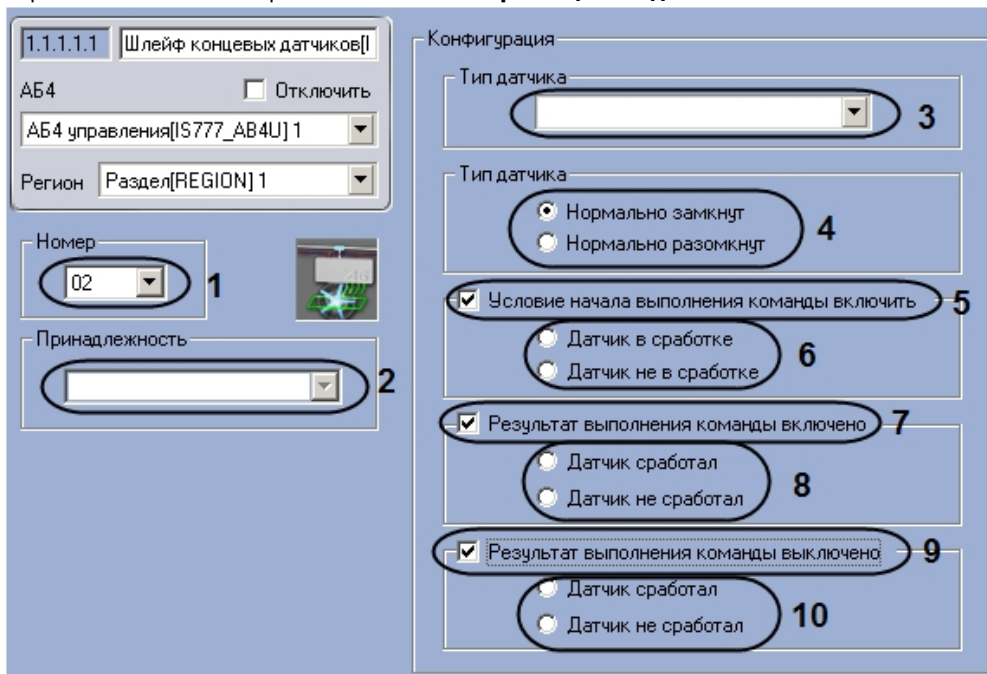 1.1.1.1.1 Шлейф концевых датчиков[I
АБ4 Отключить
АБ4 управления[IS777_AB4U] 1
Регион Раздел[REGION] 1
Номер
02 1
Принадлежность
2
Конфигурация
Тип датчика
3
Тип датчика
Нормально замкнут
Нормально разомкнут
4
Условие начала выполнения команды включить 5
Датчик в сработке
Датчик не в сработке
6
Результат выполнения команды включено 7
Датчик сработал
Датчик не сработал
8
Результат выполнения команды выключено 9
Датчик сработал
Датчик не сработал
10